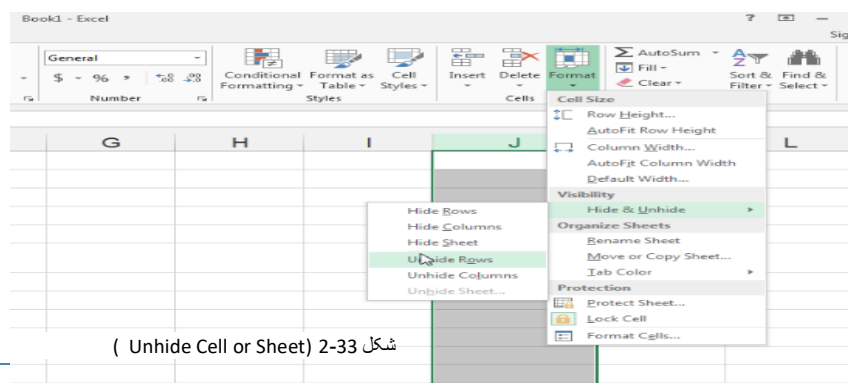 Book1 - Excel
?
Sig
General
$ - % , .00
Conditional Formatting
Format as Table
Cell Styles
Insert
Delete
Format
AutoSum
Fill
Clear
Sort & Filter
Find & Select
Number
Styles
Cells
Cell Size
Row Height...
AutoFit Row Height
Column Width...
AutoFit Column Width
Default Width...
Visibility
Hide & Unhide
Organize Sheets
Rename Sheet
Move or Copy Sheet...
Tab Color
Protection
Protect Sheet...
Lock Cell
Format Cells...
G H I J L
Hide Rows
Hide Columns
Hide Sheet
Unhide Rows
Unhide Columns
Unhide Sheet...
شكل 33-2 (Unhide Cell or Sheet )